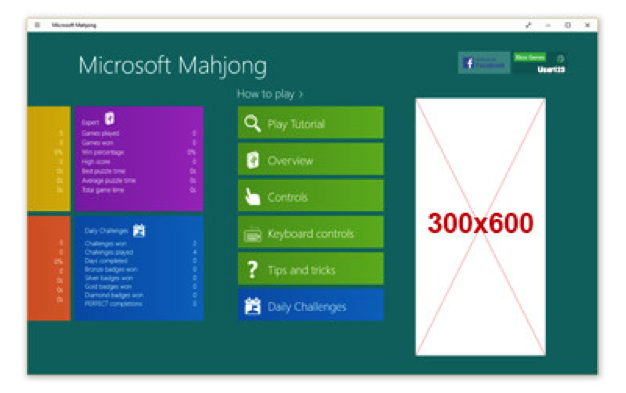 Microsoft Mahjong
Microsoft Mahjong
Facebook
Xbox Games
User123
How to play >
0
0
0%
0
0s
0s
0s
Expert
Games played 0
Games won 0
Win percentage 0%
High score 0
Best puzzle time 0s
Average puzzle time 0s
Total game time 0s
0
0
0%
0
0s
0s
0s
Daily Challenges
Challenges won 2
Challenges played 4
Days completed 0
Bronze badges won 0
Silver badges won 0
Gold badges won 0
Diamond badges won 0
PERFECT completions 0
Play Tutorial
Overview
Controls
Keyboard controls
Tips and tricks
Daily Challenges
300x600